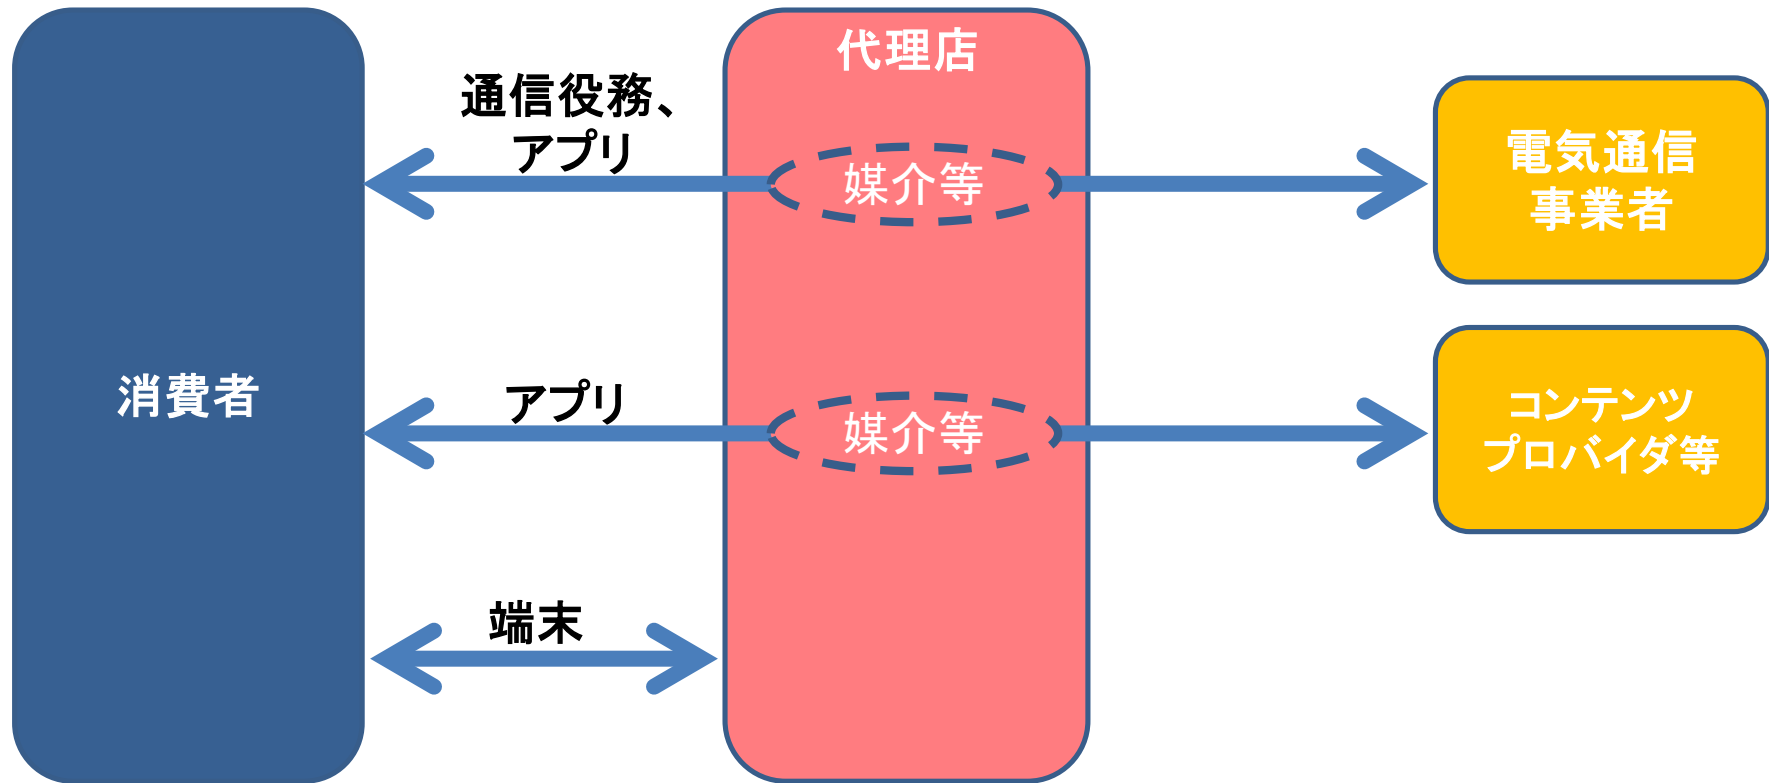 代理店
通信役務、
アプリ
媒介等
電気通信
事業者
消費者
アプリ
媒介等
コンテンツ
プロバイダ等
端末